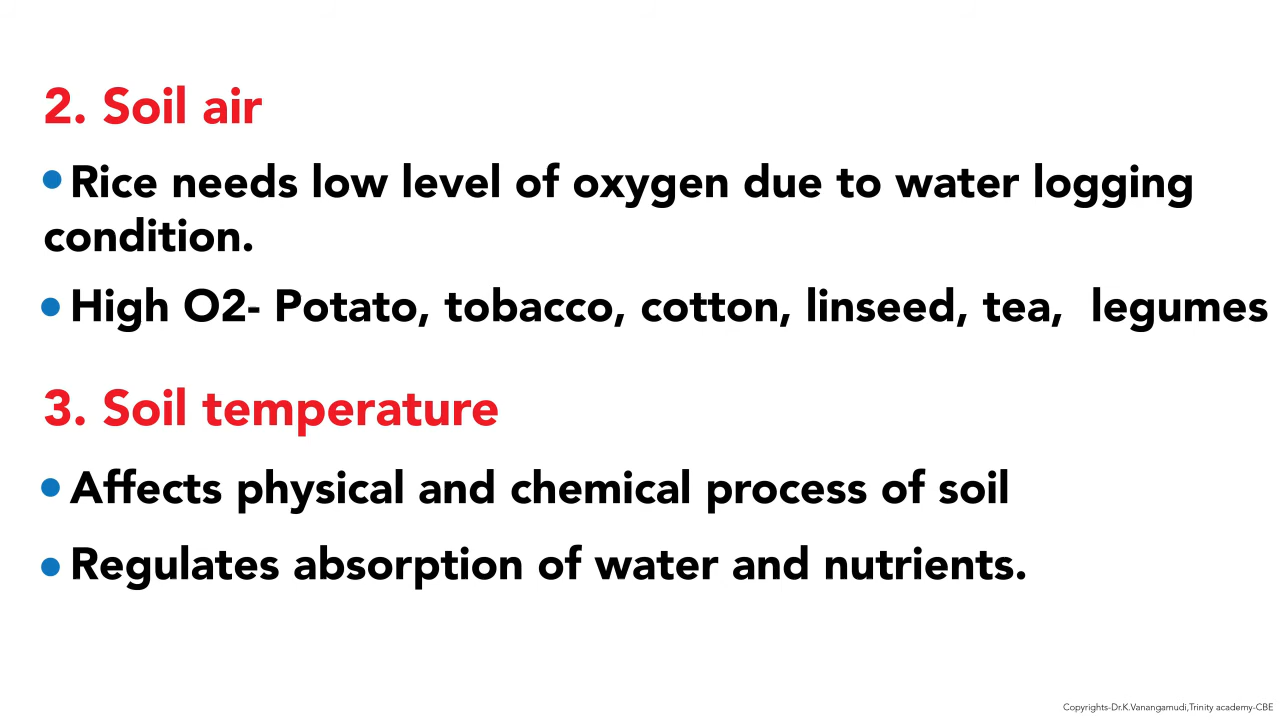 2. Soil air
• Rice needs low level of oxygen due to water logging
condition.
• High O2- Potato, tobacco, cotton, linseed, tea,  legumes
3. Soil temperature
• Affects physical and chemical process of soil
• Regulates absorption of water and nutrients.
Copyrights-Dr.K.Vanangamudi,Trinity academy-CBE